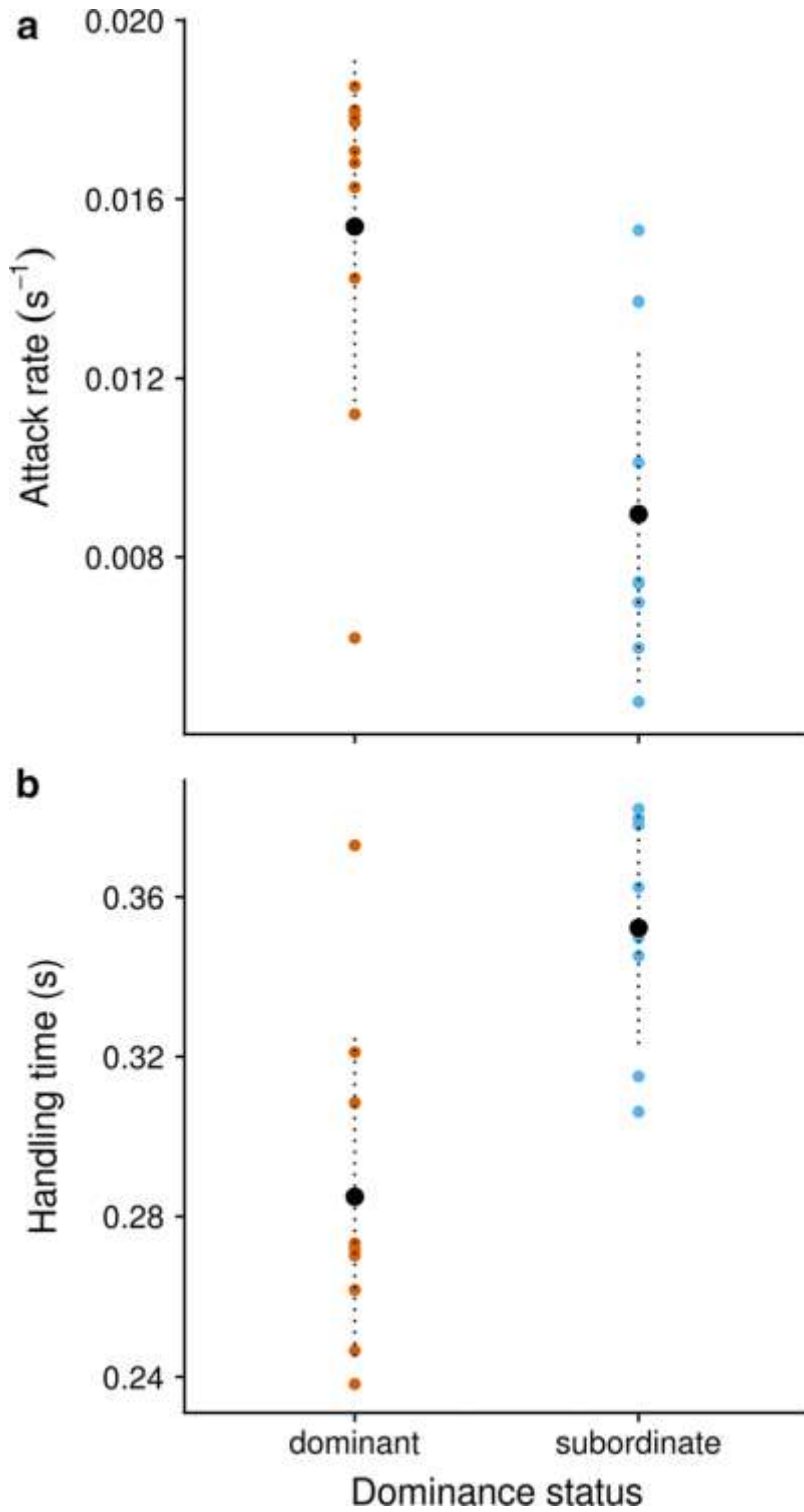 a
0.020
0.016
0.012
0.008
Attack rate (s⁻¹)
b
0.36
0.32
0.28
0.24
Handling time (s)
dominant subordinate
Dominance status